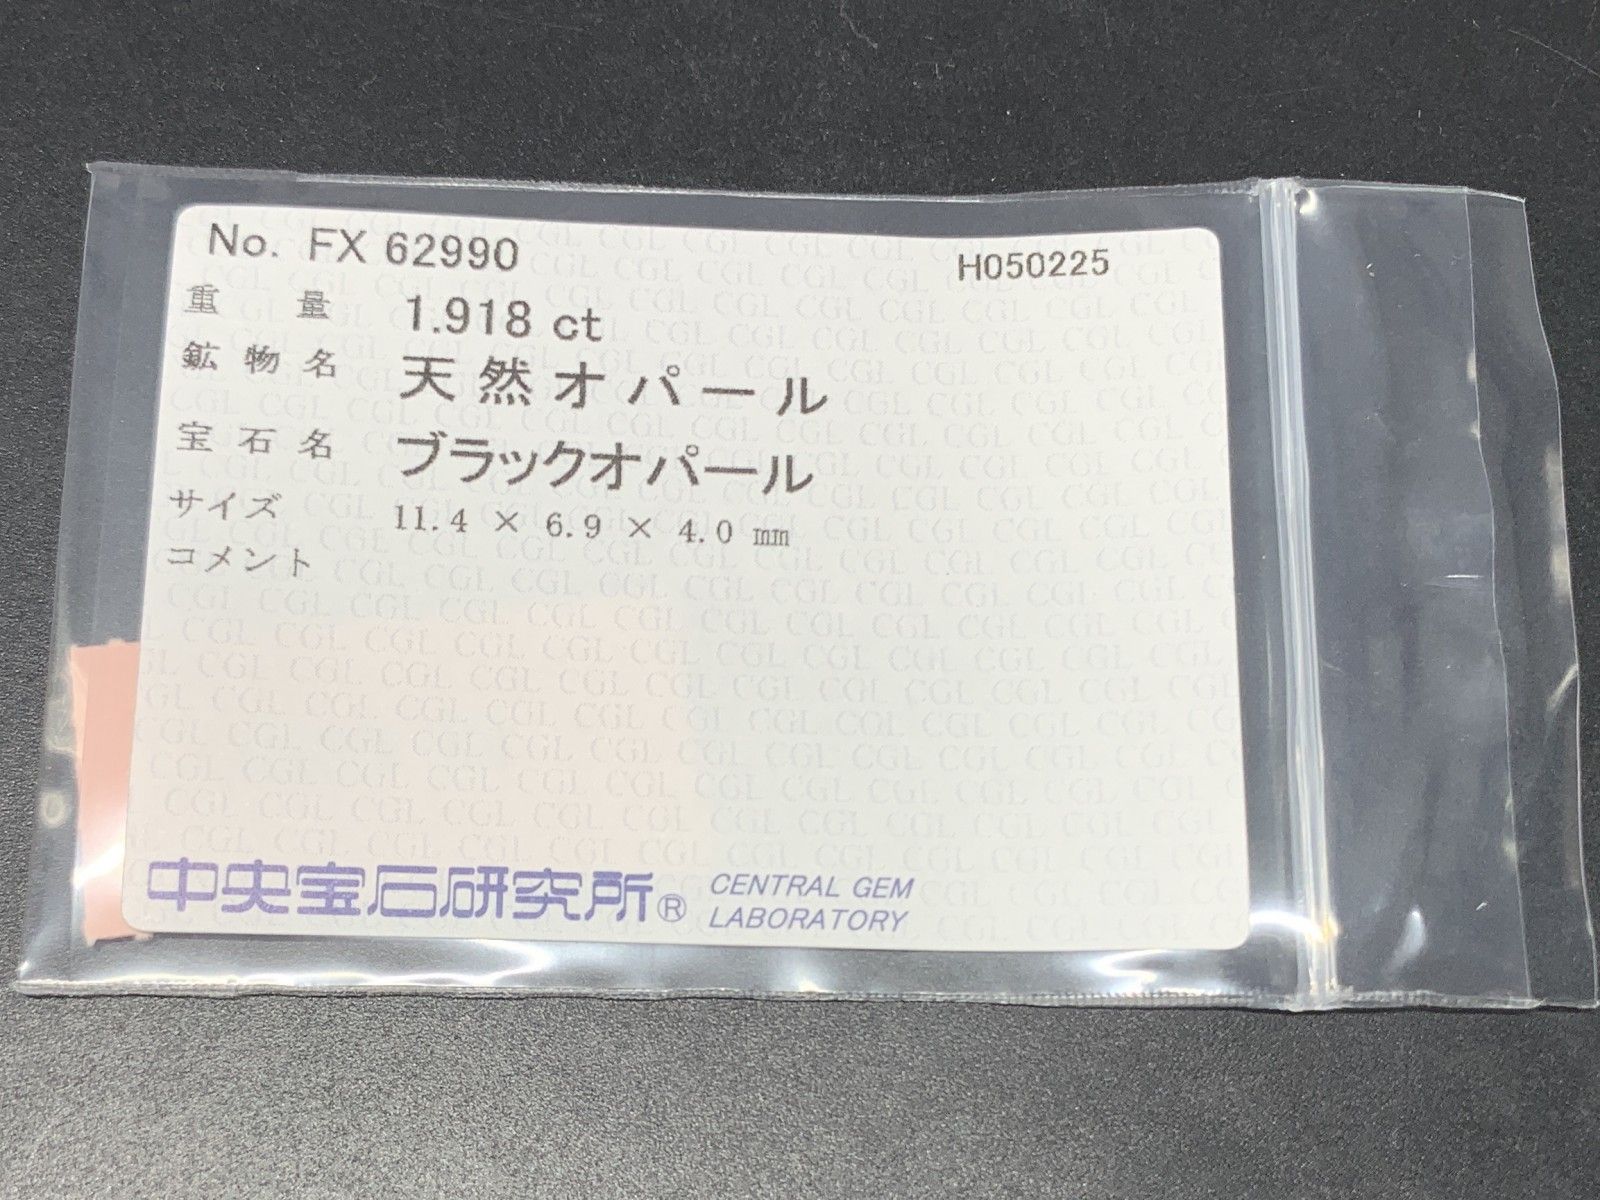 No. FX 62990 H050225
重量 1.918 ct
鉱物名 天然オパール
宝石名 ブラックオパール
サイズ 11.4 × 6.9 × 4.0 ㎜
コメント
中央宝石研究所® CENTRAL GEM
LABORATORY